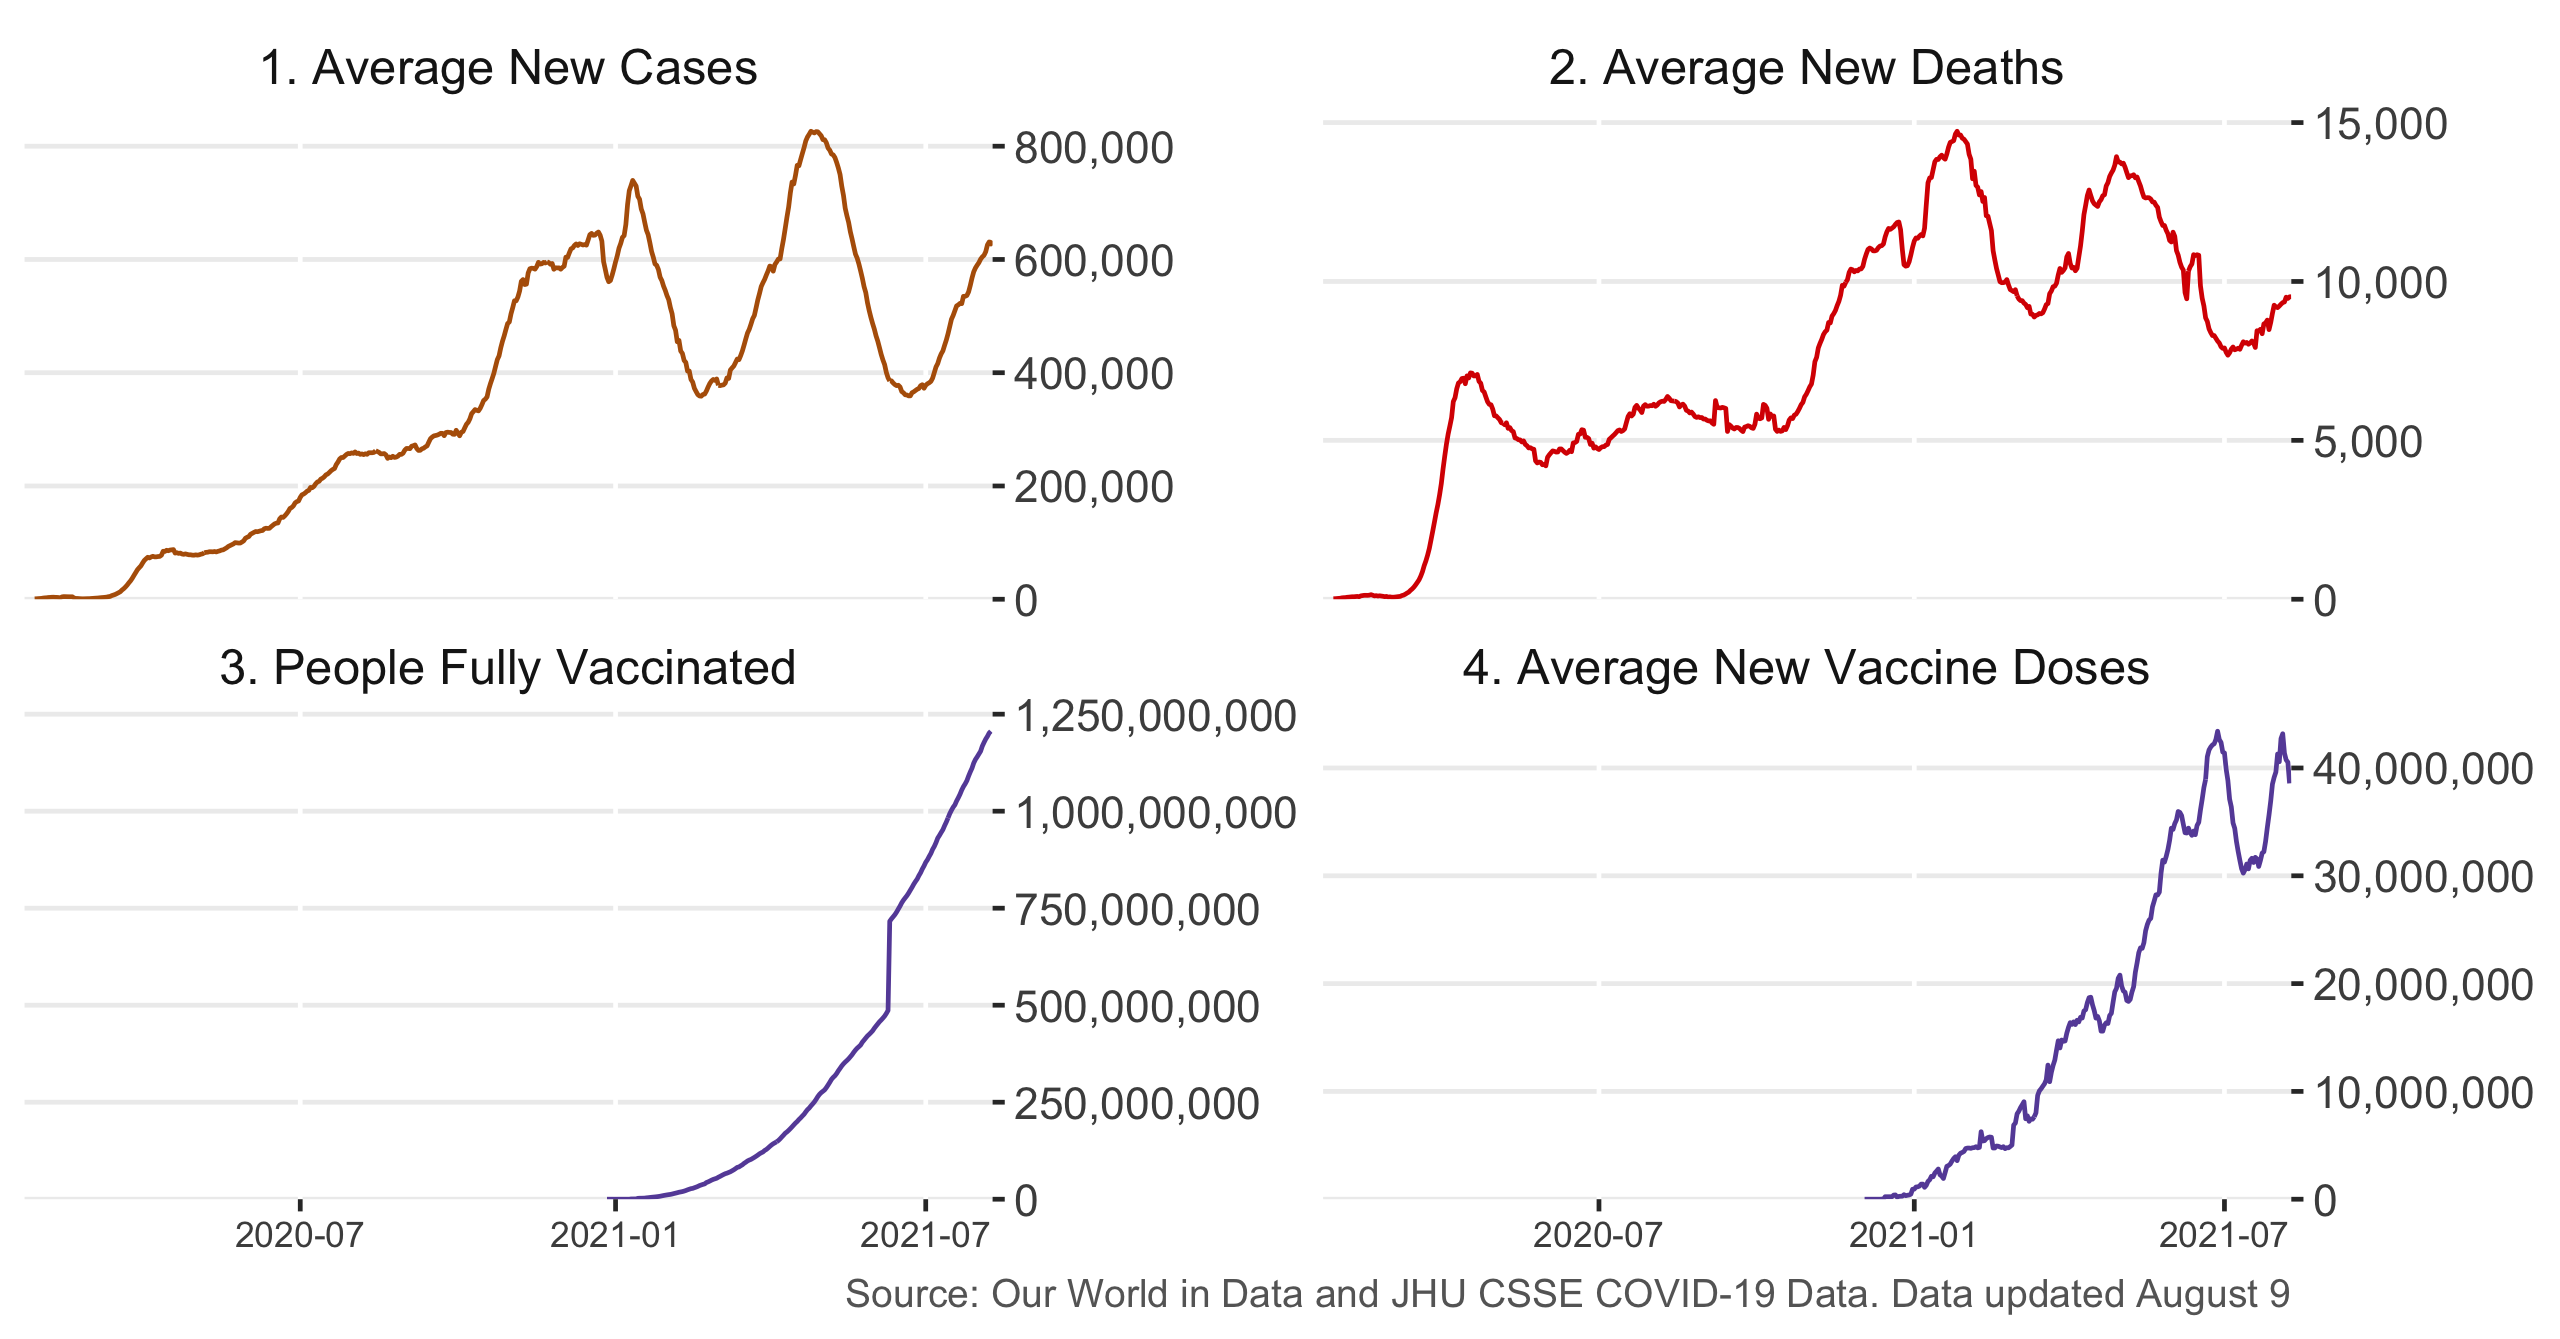 1. Average New Cases
800,000
600,000
400,000
200,000
0
2. Average New Deaths
15,000
10,000
5,000
0
3. People Fully Vaccinated
1,250,000,000
1,000,000,000
750,000,000
500,000,000
250,000,000
0
2020-07 2021-01 2021-07
4. Average New Vaccine Doses
40,000,000
30,000,000
20,000,000
10,000,000
0
2020-07 2021-01 2021-07
Source: Our World in Data and JHU CSSE COVID-19 Data. Data updated August 9